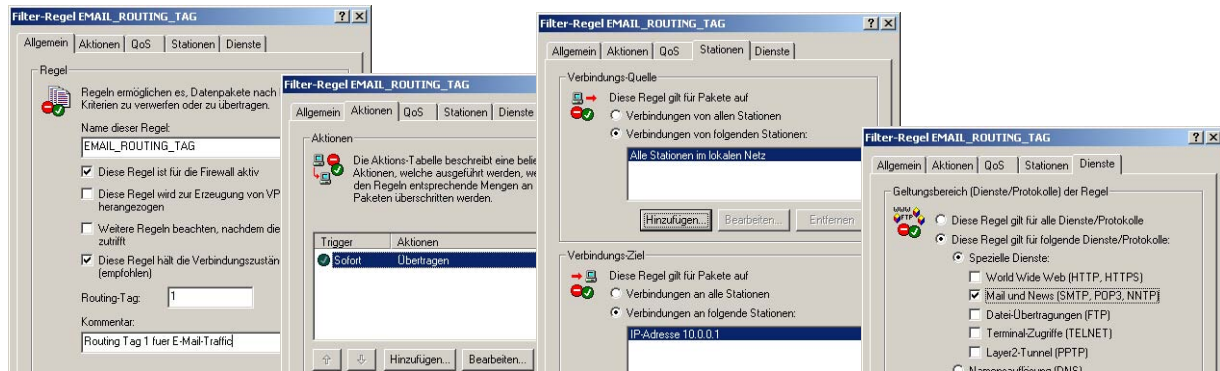 Filter-Regel EMAIL_ROUTING_TAG
Allgemein Aktionen QoS Stationen Dienste
Regel
Regeln ermöglichen es, Datenpakete nach
Kriterien zu verwerfen oder zu übertragen.
Name dieser Regel:
EMAIL_ROUTING_TAG
Diese Regel ist für die Firewall aktiv
Diese Regel wird zur Erzeugung von VP
herangezogen
Weitere Regeln beachten, nachdem die
zutrifft
Diese Regel hält die Verbindungszustän
(empfohlen)
Routing-Tag: 1
Kommentar:
Routing Tag 1 fuer E-Mail-Traffic
Filter-Regel EMAIL_ROUTING_TAG
Allgemein Aktionen QoS Stationen Dienste
Aktionen
Die Aktions-Tabelle beschreibt eine belie
Aktionen, welche ausgeführt werden, we
den Regeln entsprechende Mengen an
Paketen überschritten werden.
Trigger Aktionen
Sofort Übertragen
Hinzufügen... Bearbeiten...
Filter-Regel EMAIL_ROUTING_TAG
Allgemein Aktionen QoS Stationen Dienste
Verbindungs-Quelle
Diese Regel gilt für Pakete auf
Verbindungen von allen Stationen
Verbindungen von folgenden Stationen:
Alle Stationen im lokalen Netz
Hinzufügen... Bearbeiten... Entfernen
Verbindungs-Ziel
Diese Regel gilt für Pakete auf
Verbindungen an alle Stationen
Verbindungen an folgende Stationen:
IP-Adresse 10.0.0.1
Filter-Regel EMAIL_ROUTING_TAG
Allgemein Aktionen QoS Stationen Dienste
Geltungsbereich (Dienste/Protokolle) der Regel
WWW
FTP
Diese Regel gilt für alle Dienste/Protokolle
Diese Regel gilt für folgende Dienste/Protokolle:
Spezielle Dienste:
World Wide Web (HTTP, HTTPS)
Mail und News (SMTP, POP3, NNTP)
Datei-Übertragungen (FTP)
Terminal-Zugriffe (TELNET)
Layer2-Tunnel (PPTP)
Namensauflösung (DNS)